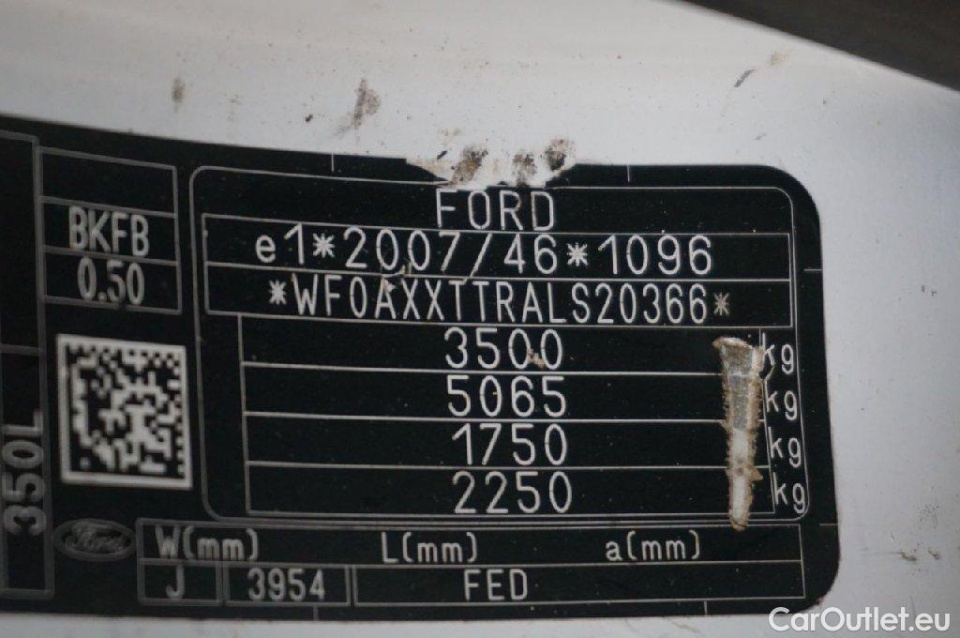 FORD
e1*2007/46*1096
*WF0AXXTTRALS20366*
BKFB
0.50
3500 kg
5065 kg
1750 kg
2250 kg
350L
Ford
W(mm) L(mm) a(mm)
J 3954 FED
CarOutlet.eu